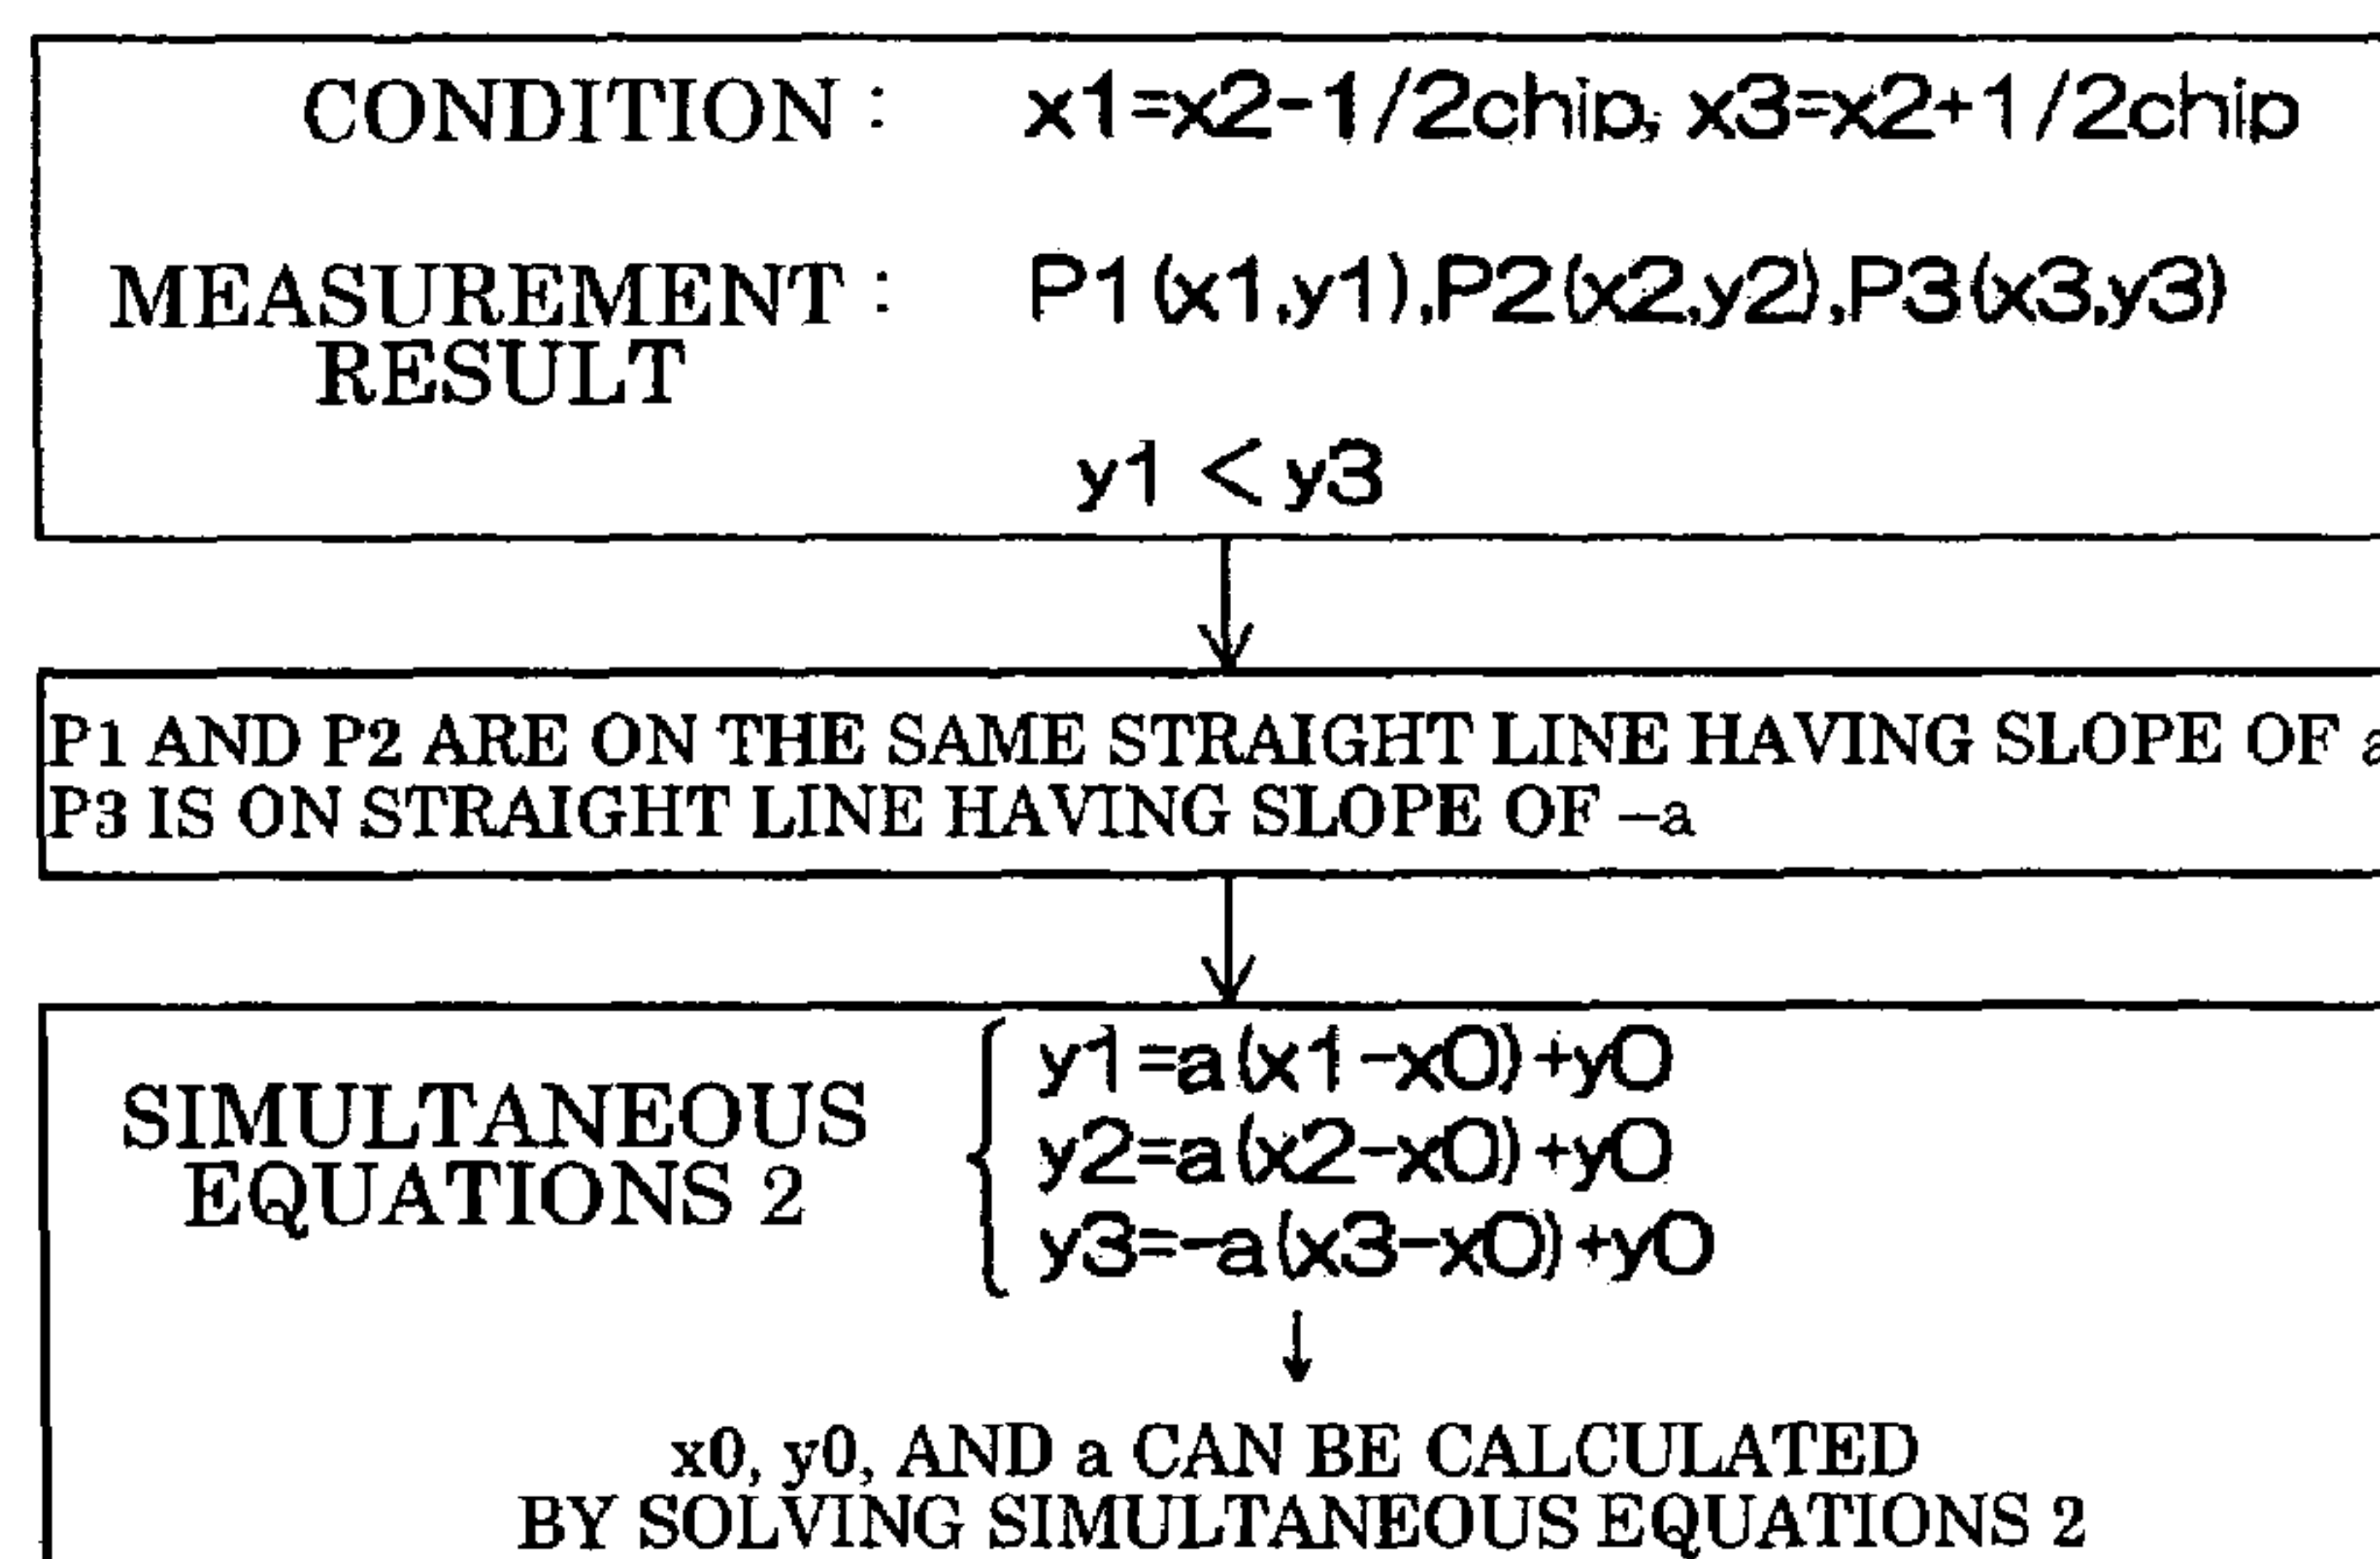 CONDITION : x1=x2-1/2chip, x3=x2+1/2chip
MEASUREMENT : P1(x1,y1),P2(x2,y2),P3(x3,y3)
RESULT
y1 < y3
P1 AND P2 ARE ON THE SAME STRAIGHT LINE HAVING SLOPE OF a
P3 IS ON STRAIGHT LINE HAVING SLOPE OF –a
SIMULTANEOUS
EQUATIONS 2
y1=a(x1-x0)+y0
y2=a(x2-x0)+y0
y3=-a(x3-x0)+y0
x0, y0, AND a CAN BE CALCULATED
BY SOLVING SIMULTANEOUS EQUATIONS 2